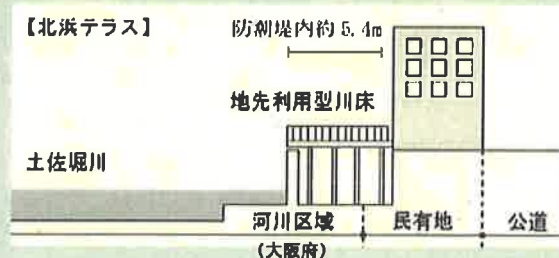 【北浜テラス】
防潮堤内約5.4m
地先利用型川床
土佐堀川
河川区域
(大阪府)
民有地
公道